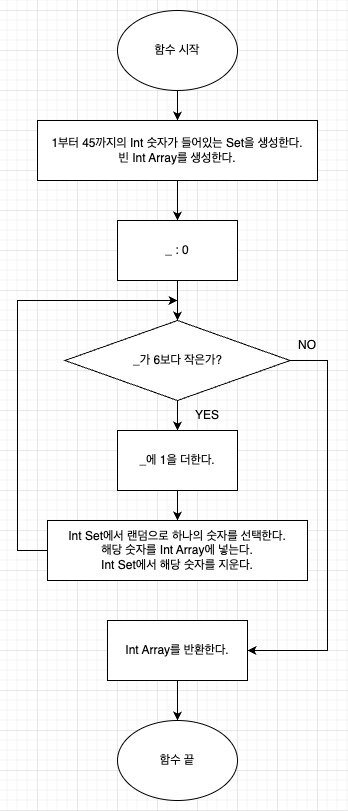 함수 시작
1부터 45까지의 Int 숫자가 들어있는 Set을 생성한다.
빈 Int Array를 생성한다.
_ : 0
_가 6보다 작은가?
NO
YES
_에 1을 더한다.
Int Set에서 랜덤으로 하나의 숫자를 선택한다.
해당 숫자를 Int Array에 넣는다.
Int Set에서 해당 숫자를 지운다.
Int Array를 반환한다.
함수 끝